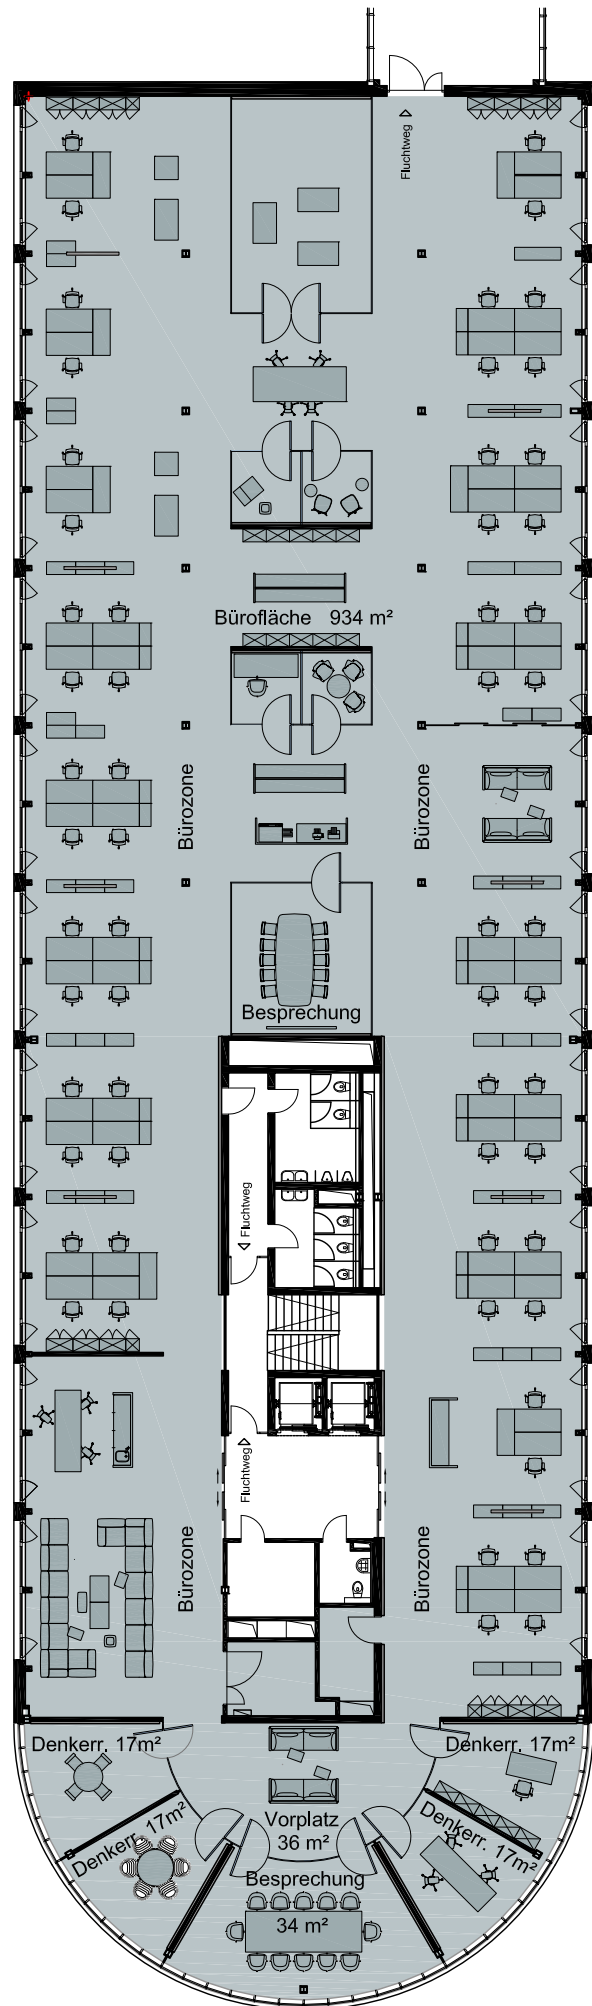 Fluchtweg
Bürofläche 934 m²
Bürozone
Bürozone
Besprechung
Fluchtweg
Fluchtweg
Bürozone
Bürozone
Denkerr. 17m²
Denkerr. 17m²
Denkerr. 17m²
Denkerr. 17m²
Vorplatz
36 m²
Besprechung
34 m²